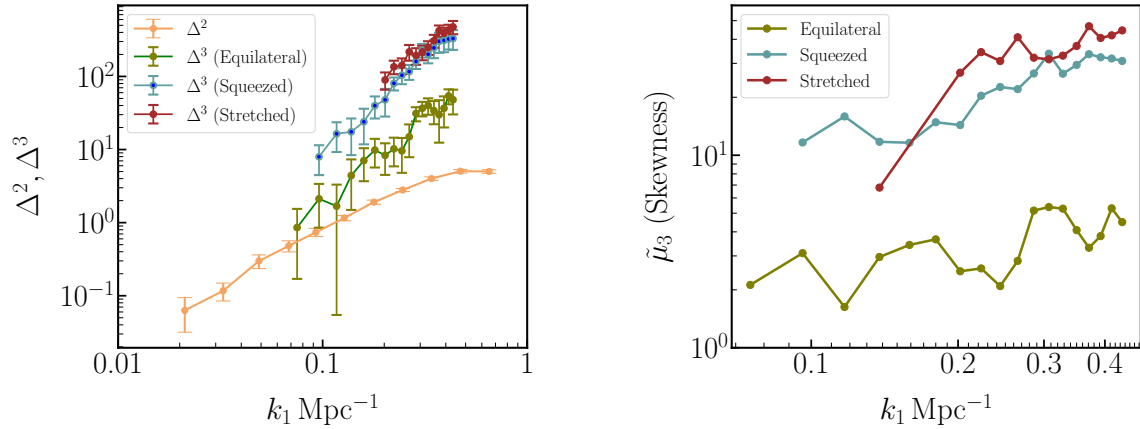 Δ², Δ³
10²
10¹
10⁰
10⁻¹
Δ²
Δ³ (Equilateral)
Δ³ (Squeezed)
Δ³ (Stretched)
0.01 0.1 1
k₁ Mpc⁻¹
μ̃₃ (Skewness)
10¹
10⁰
Equilateral
Squeezed
Stretched
0.1 0.2 0.3 0.4
k₁ Mpc⁻¹